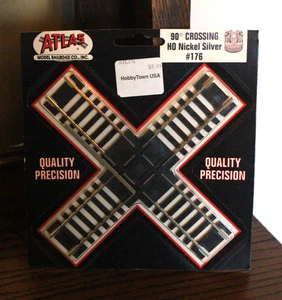 ATLAS
MODEL RAILROAD CO., INC.
90° CROSSING
HO Nickel Silver
#176
HobbyTown USA
QUALITY
PRECISION
QUALITY
PRECISION